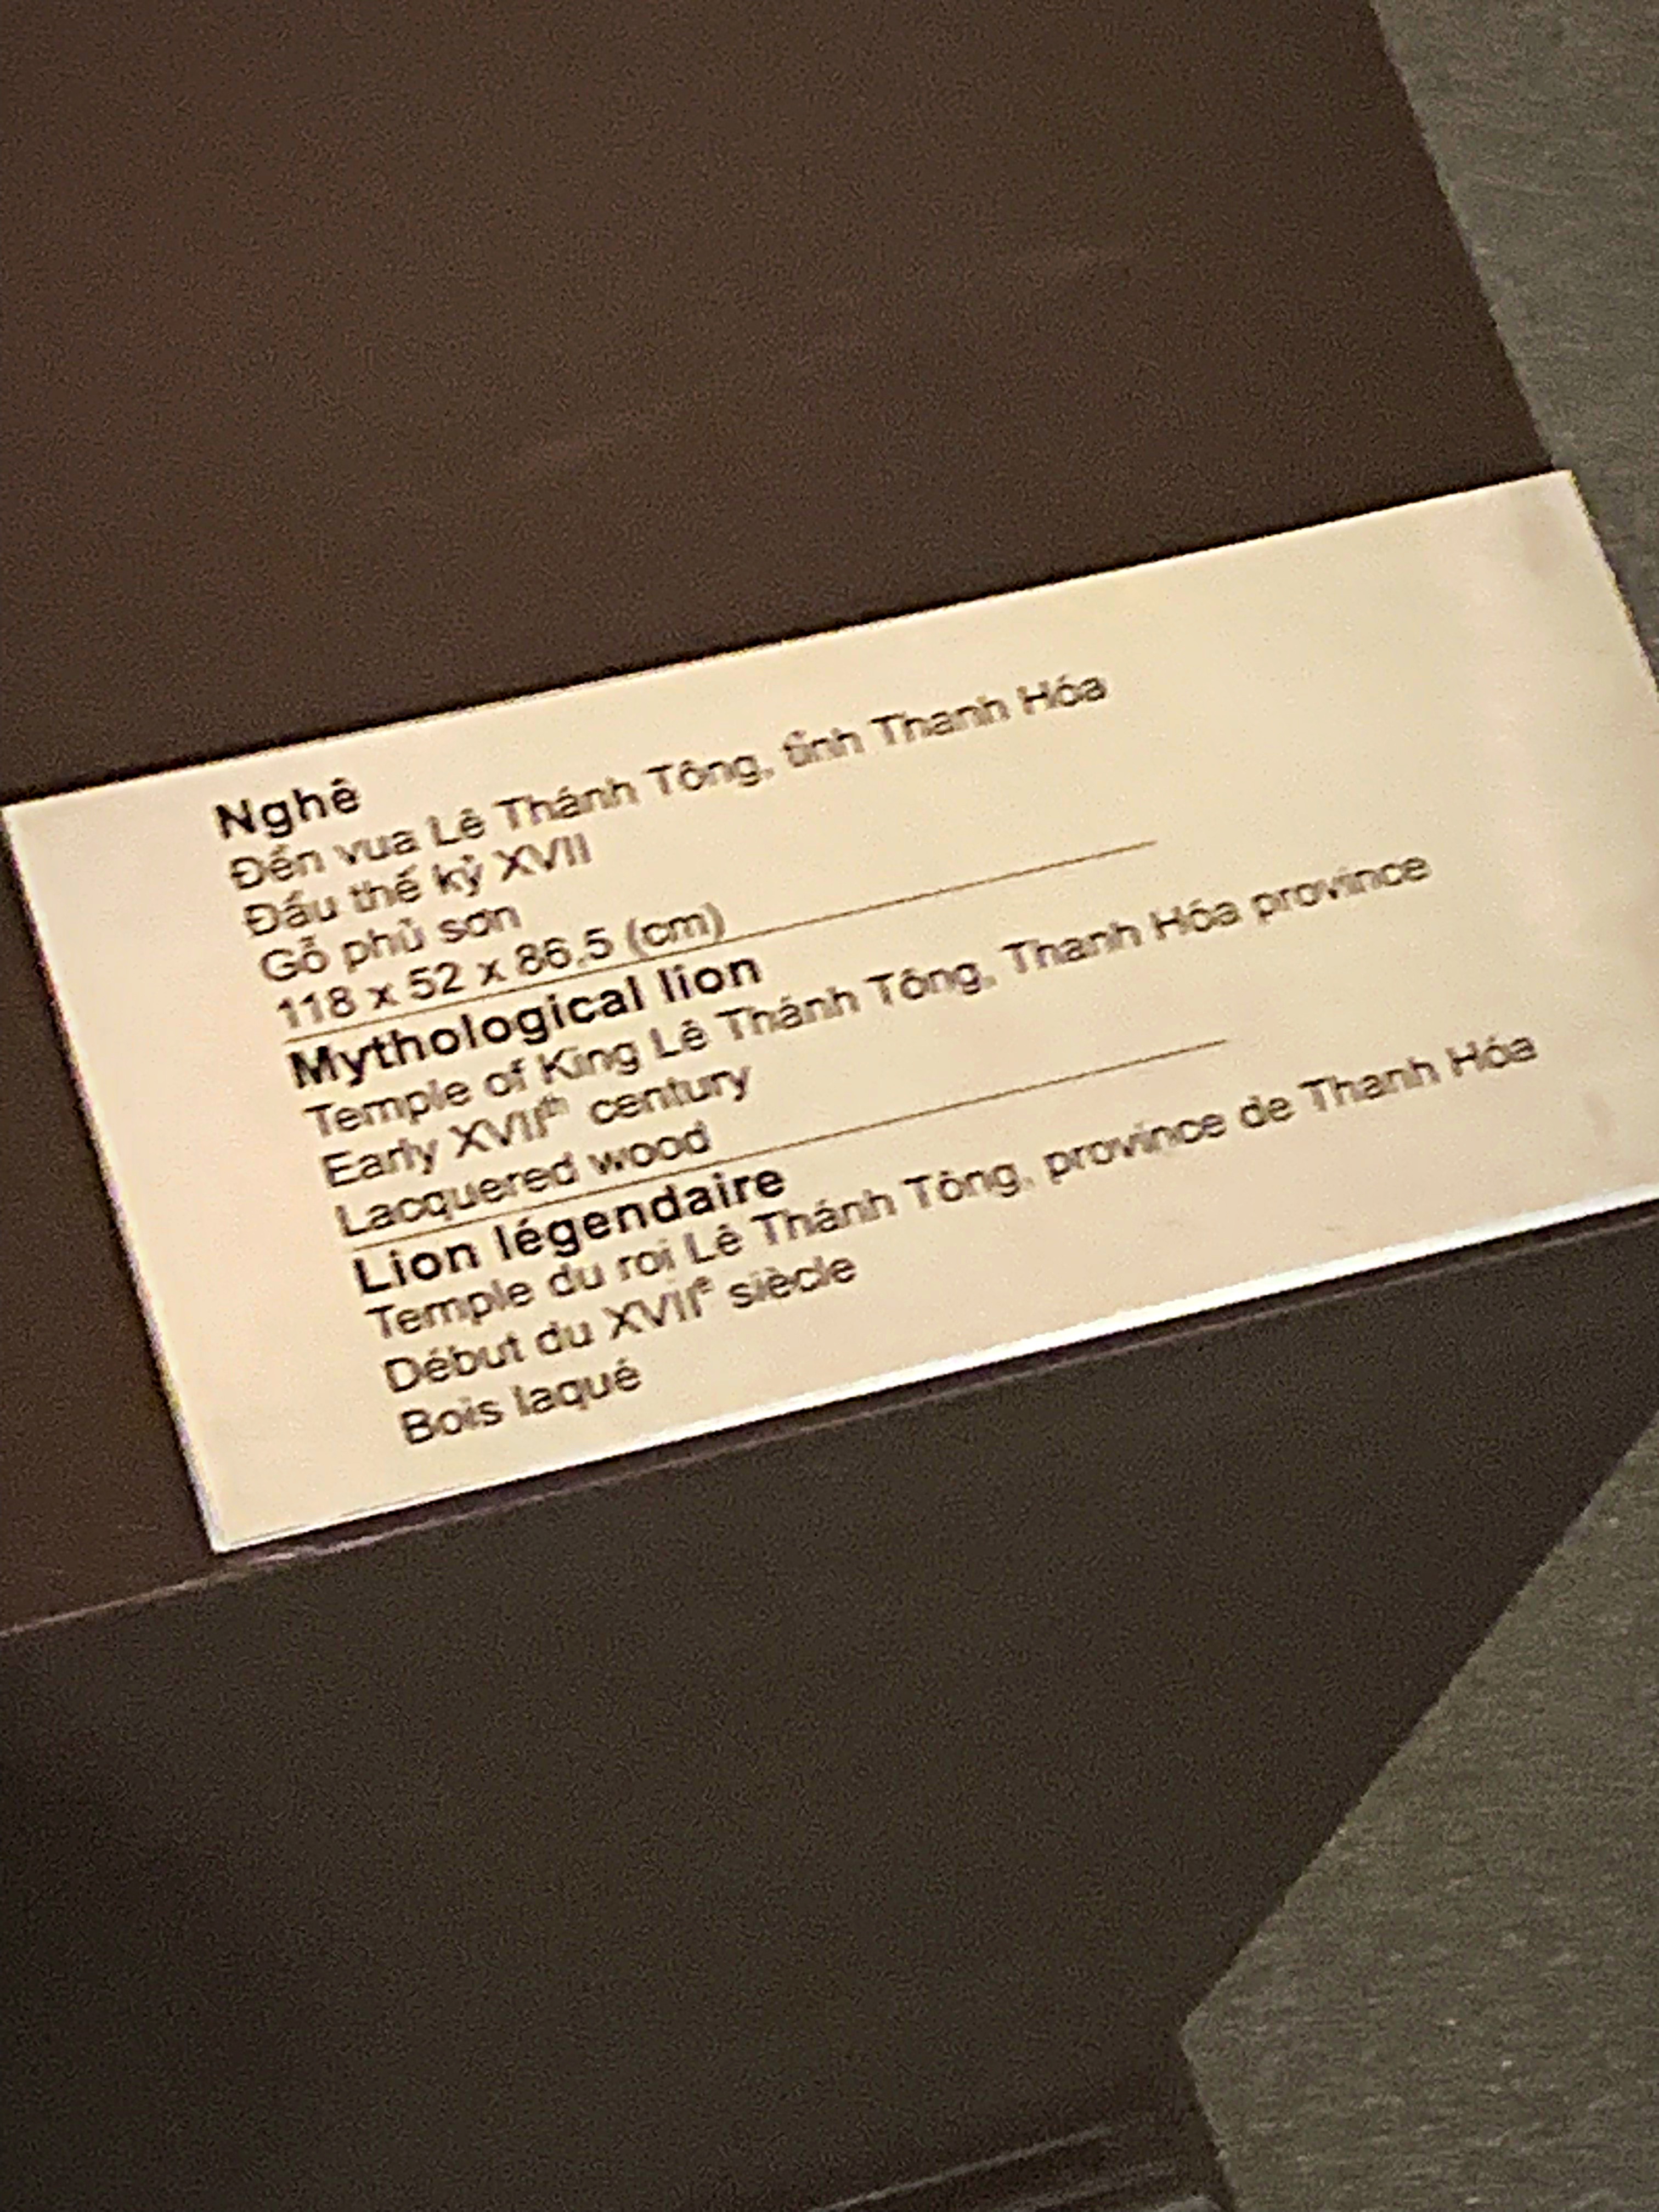 Nghê
Đền vua Lê Thánh Tông, tỉnh Thanh Hóa
Đầu thế kỷ XVII
Gỗ phủ sơn
118 x 52 x 86.5 (cm)
Mythological lion
Temple of King Lê Thánh Tông, Thanh Hóa province
Early XVIIth century
Lacquered wood
Lion légendaire
Temple du roi Lê Thánh Tông, province de Thanh Hóa
Début du XVIIe siècle
Bois laqué